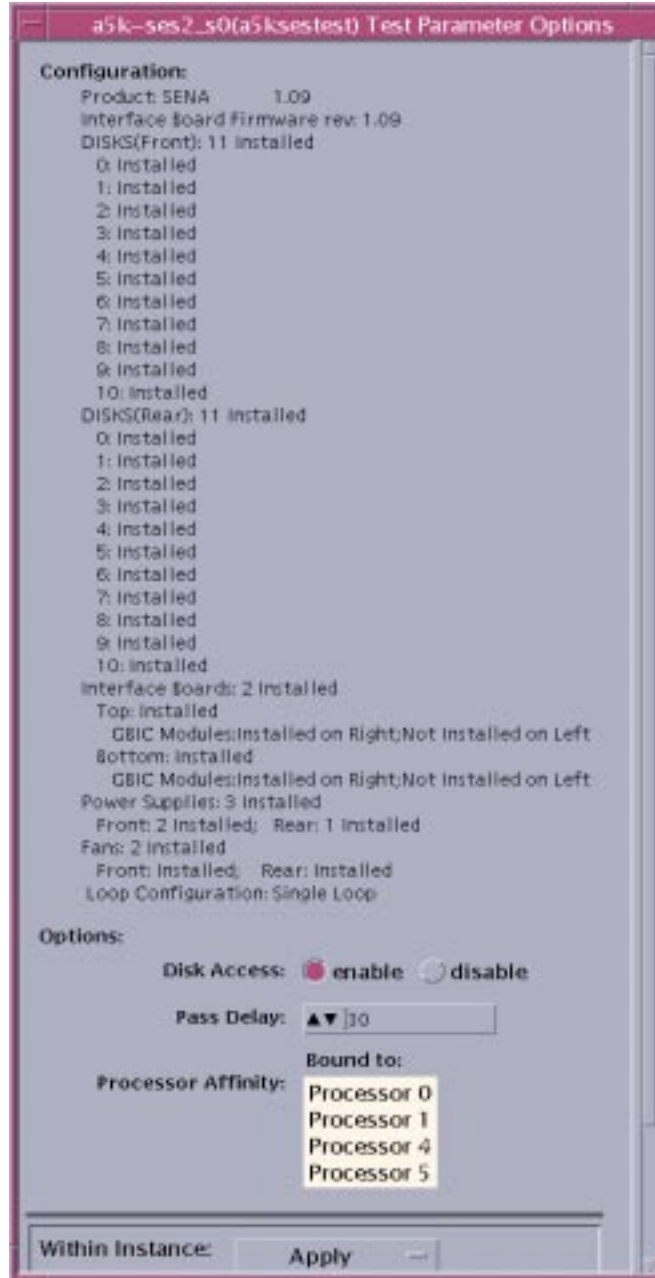 a5k-ses2_s0(a5ksestest) Test Parameter Options
Configuration:
Product: SENA 1.09
Interface Board Firmware rev: 1.09
DISKS(Front): 11 Installed
0: Installed
1: Installed
2: Installed
3: Installed
4: Installed
5: Installed
6: Installed
7: Installed
8: Installed
9: Installed
10: Installed
DISKS(Rear): 11 Installed
0: Installed
1: Installed
2: Installed
3: Installed
4: Installed
5: Installed
6: Installed
7: Installed
8: Installed
9: Installed
10: Installed
Interface Boards: 2 Installed
Top: Installed
GBIC Modules:Installed on Right;Not Installed on Left
Bottom: Installed
GBIC Modules:Installed on Right;Not Installed on Left
Power Supplies: 3 Installed
Front: 2 Installed; Rear: 1 Installed
Fans: 2 Installed
Front: Installed; Rear: Installed
Loop Configuration: Single Loop
Options:
Disk Access: enable disable
Pass Delay: 10
Bound to:
Processor Affinity:
Processor 0
Processor 1
Processor 4
Processor 5
Within Instance: Apply